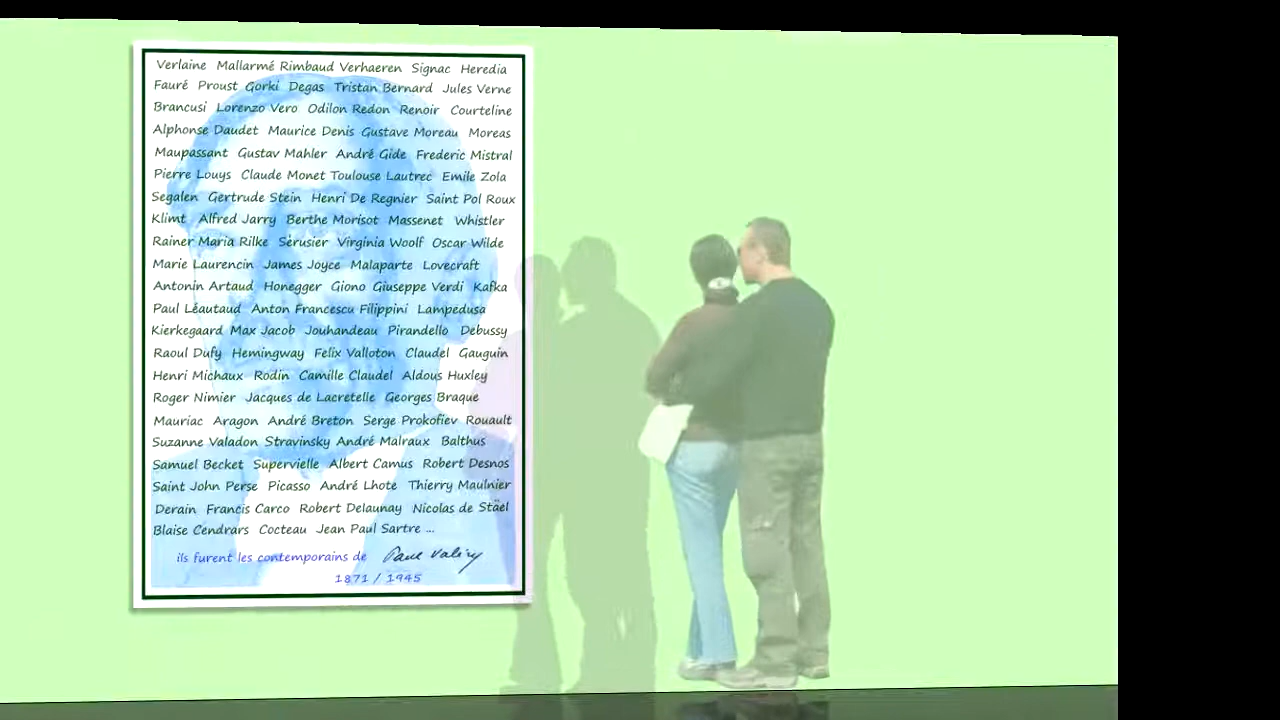 Verlaine Mallarmé Rimbaud Verhaeren Signac Heredia
Fauré Proust Gorki Degas Tristan Bernard Jules Verne
Brancusi Lorenzo Vero Odilon Redon Renoir Courteline
Alphonse Daudet Maurice Denis Gustave Moreau Moreas
Maupassant Gustav Mahler André Gide Frederic Mistral
Pierre Louys Claude Monet Toulouse Lautrec Emile Zola
Segalen Gertrude Stein Henri De Regnier Saint Pol Roux
Klimt Alfred Jarry Berthe Morisot Massenet Whistler
Rainer Maria Rilke Sérusier Virginia Woolf Oscar Wilde
Marie Laurencin James Joyce Malaparte Lovecraft
Antonin Artaud Honegger Giono Giuseppe Verdi Kafka
Paul Léautaud Anton Francescu Filippini Lampedusa
Kierkegaard Max Jacob Jouhandeau Pirandello Debussy
Raoul Dufy Hemingway Felix Valloton Claudel Gauguin
Henri Michaux Rodin Camille Claudel Aldous Huxley
Roger Nimier Jacques de Lacretelle Georges Braque
Mauriac Aragon André Breton Serge Prokofiev Rouault
Suzanne Valadon Stravinsky André Malraux Balthus
Samuel Becket Supervielle Albert Camus Robert Desnos
Saint John Perse Picasso André Lhote Thierry Maulnier
Derain Francis Carco Robert Delaunay Nicolas de Staël
Blaise Cendrars Cocteau Jean Paul Sartre ...
ils furent les contemporains de Paul Valéry
1871 / 1945